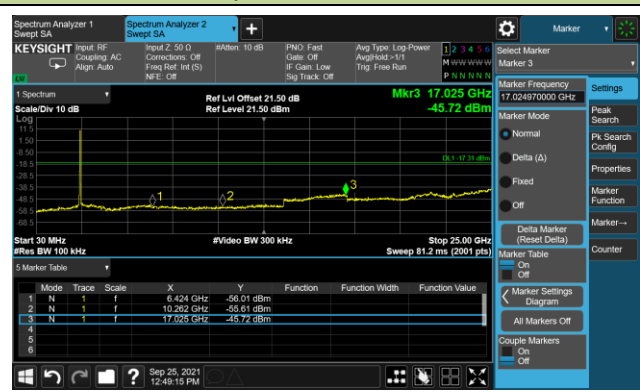 Spectrum Analyzer 1
Swept SA
Spectrum Analyzer 2
Swept SA
+
Marker
KEYSIGHT
Input: RF
Coupling: AC
Align: Auto
Input Z: 50 Ω
Corrections: Off
Freq Ref: Int (S)
NFE: Off
#Atten: 10 dB
PNO: Fast
Gate: Off
IF Gain: Low
Sig Track: Off
Avg Type: Log-Power
Avg|Hold:>1/1
Trig: Free Run
1 2 3 4 5 6
M W W W W W
P N N N N N
LW
Select Marker
Marker 3
1 Spectrum
Scale/Div 10 dB
Log
Ref Lvl Offset 21.50 dB
Ref Level 21.50 dBm
Mkr3 17.025 GHz
-45.72 dBm
11.5
1.50
-8.50
-18.5
-28.5
-38.5
-48.5
-58.5
-68.5
DL1 -17.31 dBm
1
2
3
Start 30 MHz
#Res BW 100 kHz
#Video BW 300 kHz
Stop 25.00 GHz
Sweep 81.2 ms (2001 pts)
5 Marker Table
Mode Trace Scale X Y Function Function Width Function Value
1 N 1 f 6.424 GHz -56.01 dBm
2 N 1 f 10.262 GHz -55.61 dBm
3 N 1 f 17.025 GHz -45.72 dBm
4
5
6
Marker Frequency
17.024970000 GHz
Marker Mode
Normal
Delta (Δ)
Fixed
Off
Delta Marker
(Reset Delta)
Marker Table
On
Off
Marker Settings
Diagram
All Markers Off
Couple Markers
On
Off
Settings
Peak
Search
Pk Search
Config
Properties
Marker
Function
Marker→
Counter
?
Sep 25, 2021
12:49:15 PM